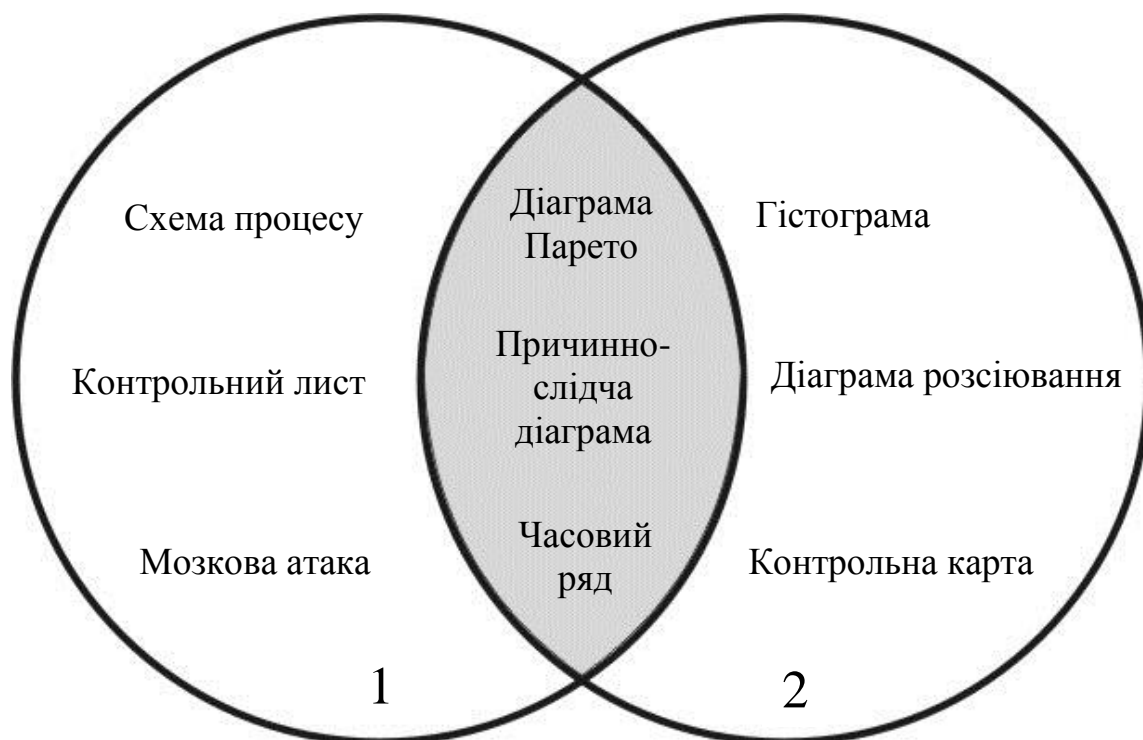 Схема процесу
Діаграма
Парето
Гістограма
Контрольний лист
Причинно-
слідча
діаграма
Діаграма розсіювання
Мозкова атака
Часовий
ряд
Контрольна карта
1
2